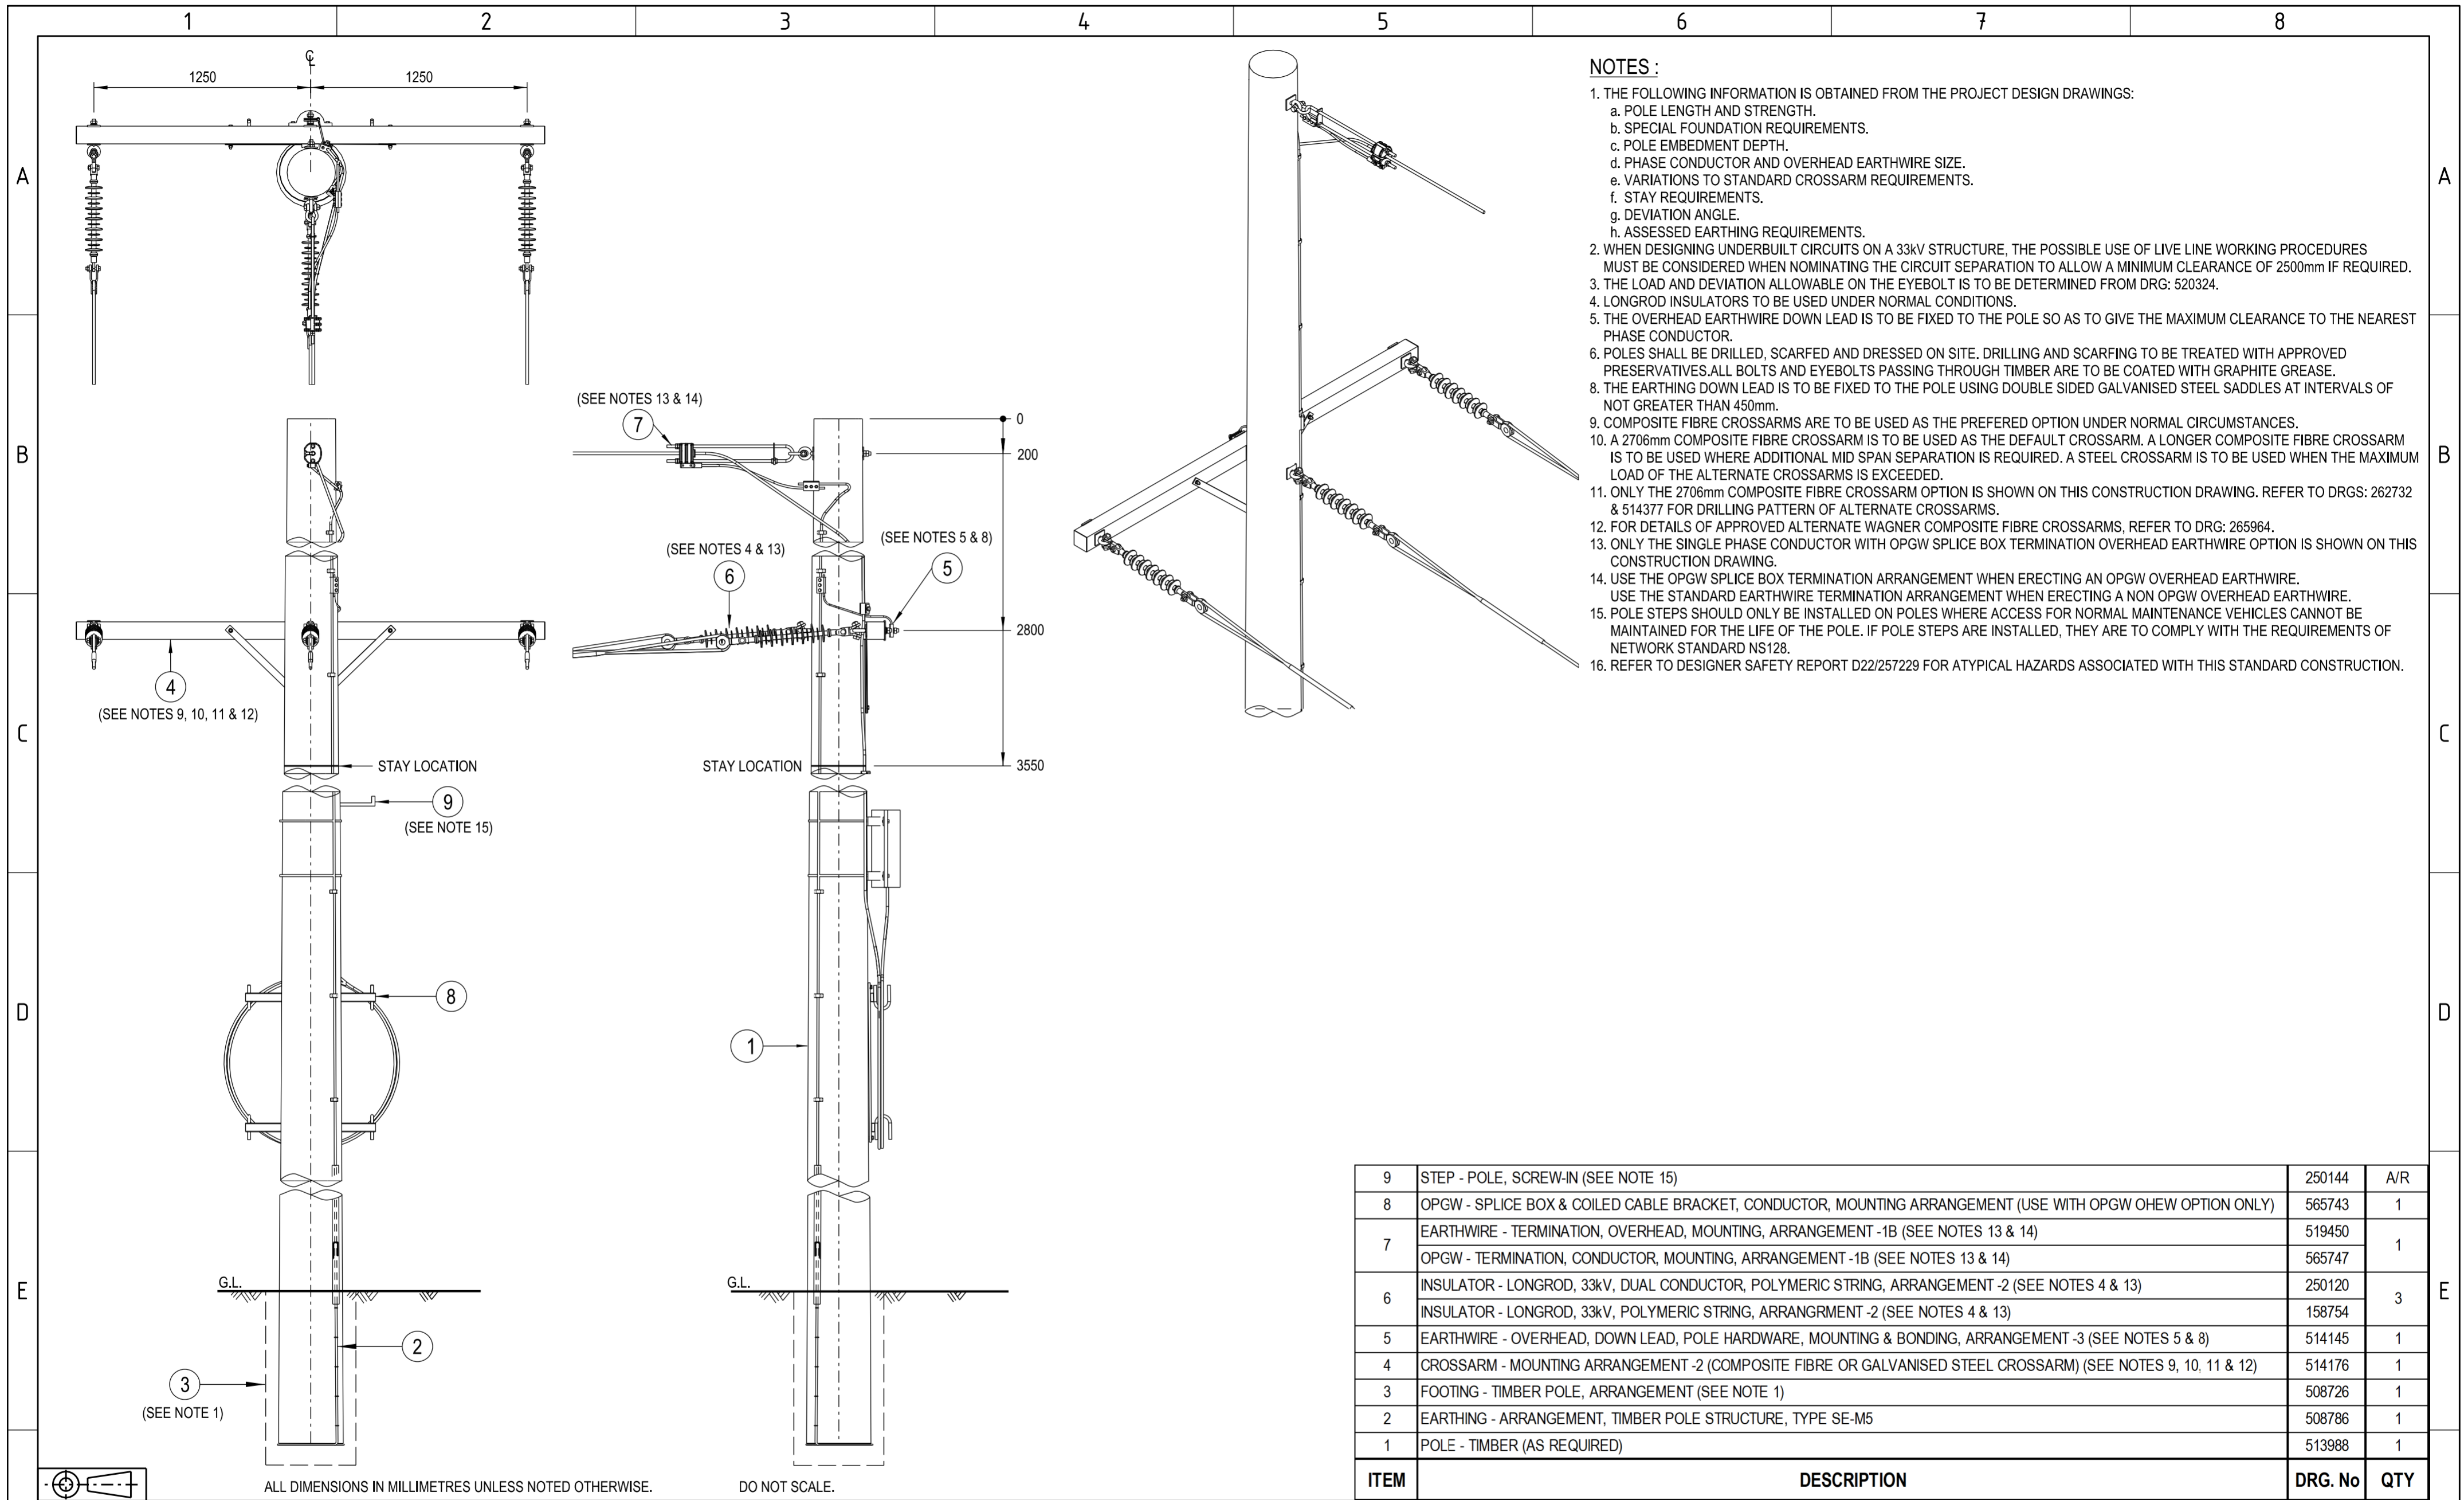 1 2 3 4 5 6 7 8
A
B
C
D
E
A
B
C
D
E
℄
1250 1250
NOTES :
1. THE FOLLOWING INFORMATION IS OBTAINED FROM THE PROJECT DESIGN DRAWINGS:
a. POLE LENGTH AND STRENGTH.
b. SPECIAL FOUNDATION REQUIREMENTS.
c. POLE EMBEDMENT DEPTH.
d. PHASE CONDUCTOR AND OVERHEAD EARTHWIRE SIZE.
e. VARIATIONS TO STANDARD CROSSARM REQUIREMENTS.
f. STAY REQUIREMENTS.
g. DEVIATION ANGLE.
h. ASSESSED EARTHING REQUIREMENTS.
2. WHEN DESIGNING UNDERBUILT CIRCUITS ON A 33kV STRUCTURE, THE POSSIBLE USE OF LIVE LINE WORKING PROCEDURES
MUST BE CONSIDERED WHEN NOMINATING THE CIRCUIT SEPARATION TO ALLOW A MINIMUM CLEARANCE OF 2500mm IF REQUIRED.
3. THE LOAD AND DEVIATION ALLOWABLE ON THE EYEBOLT IS TO BE DETERMINED FROM DRG: 520324.
4. LONGROD INSULATORS TO BE USED UNDER NORMAL CONDITIONS.
5. THE OVERHEAD EARTHWIRE DOWN LEAD IS TO BE FIXED TO THE POLE SO AS TO GIVE THE MAXIMUM CLEARANCE TO THE NEAREST
PHASE CONDUCTOR.
6. POLES SHALL BE DRILLED, SCARFED AND DRESSED ON SITE. DRILLING AND SCARFING TO BE TREATED WITH APPROVED
PRESERVATIVES.ALL BOLTS AND EYEBOLTS PASSING THROUGH TIMBER ARE TO BE COATED WITH GRAPHITE GREASE.
8. THE EARTHING DOWN LEAD IS TO BE FIXED TO THE POLE USING DOUBLE SIDED GALVANISED STEEL SADDLES AT INTERVALS OF
NOT GREATER THAN 450mm.
9. COMPOSITE FIBRE CROSSARMS ARE TO BE USED AS THE PREFERED OPTION UNDER NORMAL CIRCUMSTANCES.
10. A 2706mm COMPOSITE FIBRE CROSSARM IS TO BE USED AS THE DEFAULT CROSSARM. A LONGER COMPOSITE FIBRE CROSSARM
IS TO BE USED WHERE ADDITIONAL MID SPAN SEPARATION IS REQUIRED. A STEEL CROSSARM IS TO BE USED WHEN THE MAXIMUM
LOAD OF THE ALTERNATE CROSSARMS IS EXCEEDED.
11. ONLY THE 2706mm COMPOSITE FIBRE CROSSARM OPTION IS SHOWN ON THIS CONSTRUCTION DRAWING. REFER TO DRGS: 262732
& 514377 FOR DRILLING PATTERN OF ALTERNATE CROSSARMS.
12. FOR DETAILS OF APPROVED ALTERNATE WAGNER COMPOSITE FIBRE CROSSARMS, REFER TO DRG: 265964.
13. ONLY THE SINGLE PHASE CONDUCTOR WITH OPGW SPLICE BOX TERMINATION OVERHEAD EARTHWIRE OPTION IS SHOWN ON THIS
CONSTRUCTION DRAWING.
14. USE THE OPGW SPLICE BOX TERMINATION ARRANGEMENT WHEN ERECTING AN OPGW OVERHEAD EARTHWIRE.
USE THE STANDARD EARTHWIRE TERMINATION ARRANGEMENT WHEN ERECTING A NON OPGW OVERHEAD EARTHWIRE.
15. POLE STEPS SHOULD ONLY BE INSTALLED ON POLES WHERE ACCESS FOR NORMAL MAINTENANCE VEHICLES CANNOT BE
MAINTAINED FOR THE LIFE OF THE POLE. IF POLE STEPS ARE INSTALLED, THEY ARE TO COMPLY WITH THE REQUIREMENTS OF
NETWORK STANDARD NS128.
16. REFER TO DESIGNER SAFETY REPORT D22/257229 FOR ATYPICAL HAZARDS ASSOCIATED WITH THIS STANDARD CONSTRUCTION.
(SEE NOTES 13 & 14)
7
0
200
(SEE NOTES 4 & 13)
6
(SEE NOTES 5 & 8)
5
2800
4
(SEE NOTES 9, 10, 11 & 12)
STAY LOCATION
STAY LOCATION
3550
9
(SEE NOTE 15)
8
1
G.L.
G.L.
2
3
(SEE NOTE 1)
ALL DIMENSIONS IN MILLIMETRES UNLESS NOTED OTHERWISE. DO NOT SCALE.
9 STEP - POLE, SCREW-IN (SEE NOTE 15) 250144 A/R
8 OPGW - SPLICE BOX & COILED CABLE BRACKET, CONDUCTOR, MOUNTING ARRANGEMENT (USE WITH OPGW OHEW OPTION ONLY) 565743 1
7 EARTHWIRE - TERMINATION, OVERHEAD, MOUNTING, ARRANGEMENT -1B (SEE NOTES 13 & 14) 519450 1
OPGW - TERMINATION, CONDUCTOR, MOUNTING, ARRANGEMENT -1B (SEE NOTES 13 & 14) 565747
6 INSULATOR - LONGROD, 33kV, DUAL CONDUCTOR, POLYMERIC STRING, ARRANGEMENT -2 (SEE NOTES 4 & 13) 250120 3
INSULATOR - LONGROD, 33kV, POLYMERIC STRING, ARRANGRMENT -2 (SEE NOTES 4 & 13) 158754
5 EARTHWIRE - OVERHEAD, DOWN LEAD, POLE HARDWARE, MOUNTING & BONDING, ARRANGEMENT -3 (SEE NOTES 5 & 8) 514145 1
4 CROSSARM - MOUNTING ARRANGEMENT -2 (COMPOSITE FIBRE OR GALVANISED STEEL CROSSARM) (SEE NOTES 9, 10, 11 & 12) 514176 1
3 FOOTING - TIMBER POLE, ARRANGEMENT (SEE NOTE 1) 508726 1
2 EARTHING - ARRANGEMENT, TIMBER POLE STRUCTURE, TYPE SE-M5 508786 1
1 POLE - TIMBER (AS REQUIRED) 513988 1
ITEM DESCRIPTION DRG. No QTY